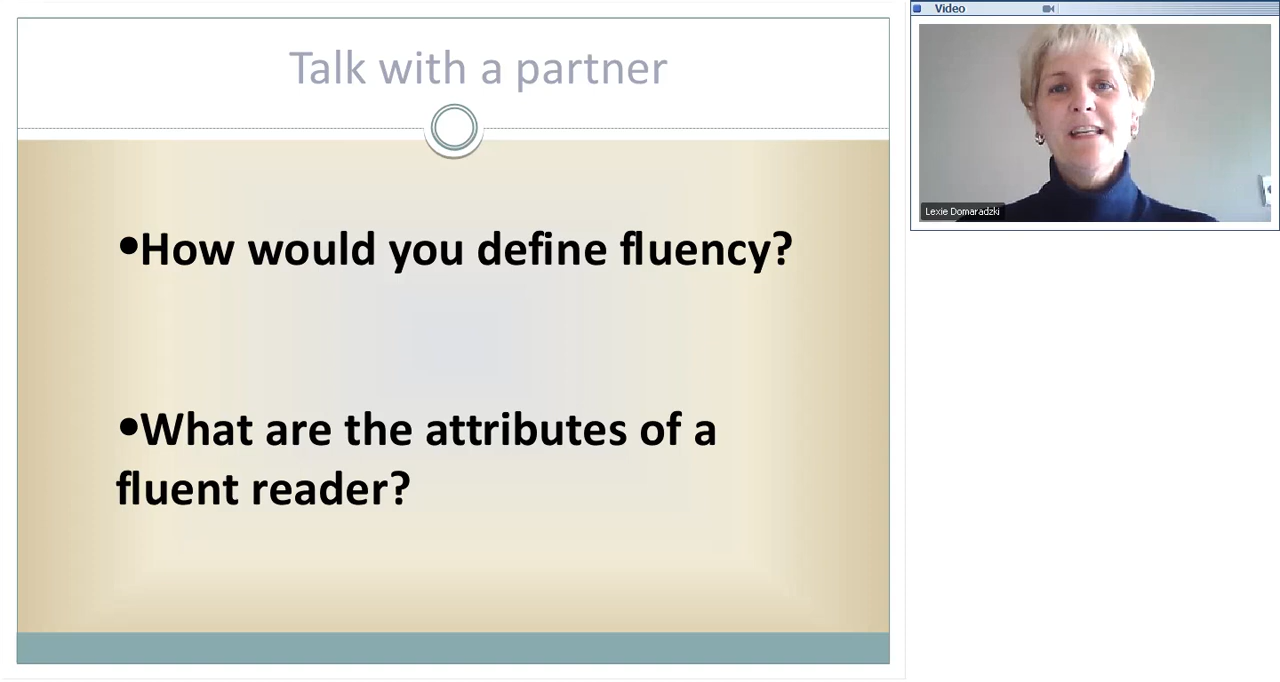 Talk with a partner
•How would you define fluency?
•What are the attributes of a
fluent reader?
Video
Lexie Domaradzki